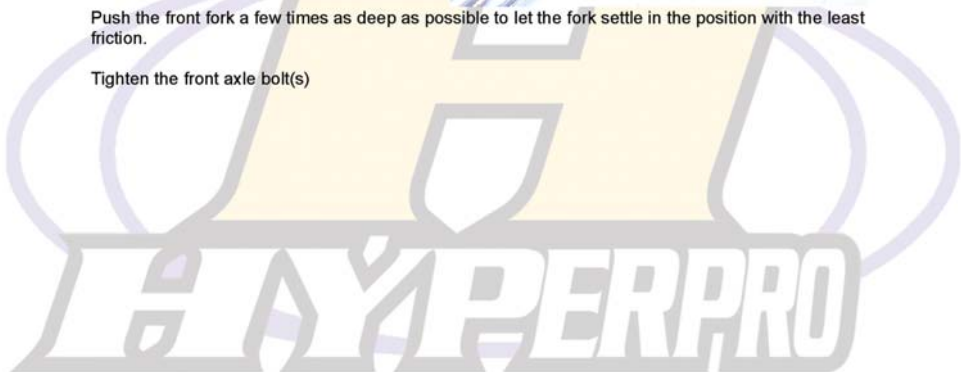 Push the front fork a few times as deep as possible to let the fork settle in the position with the least
friction.
Tighten the front axle bolt(s)
H
HYPERPRO